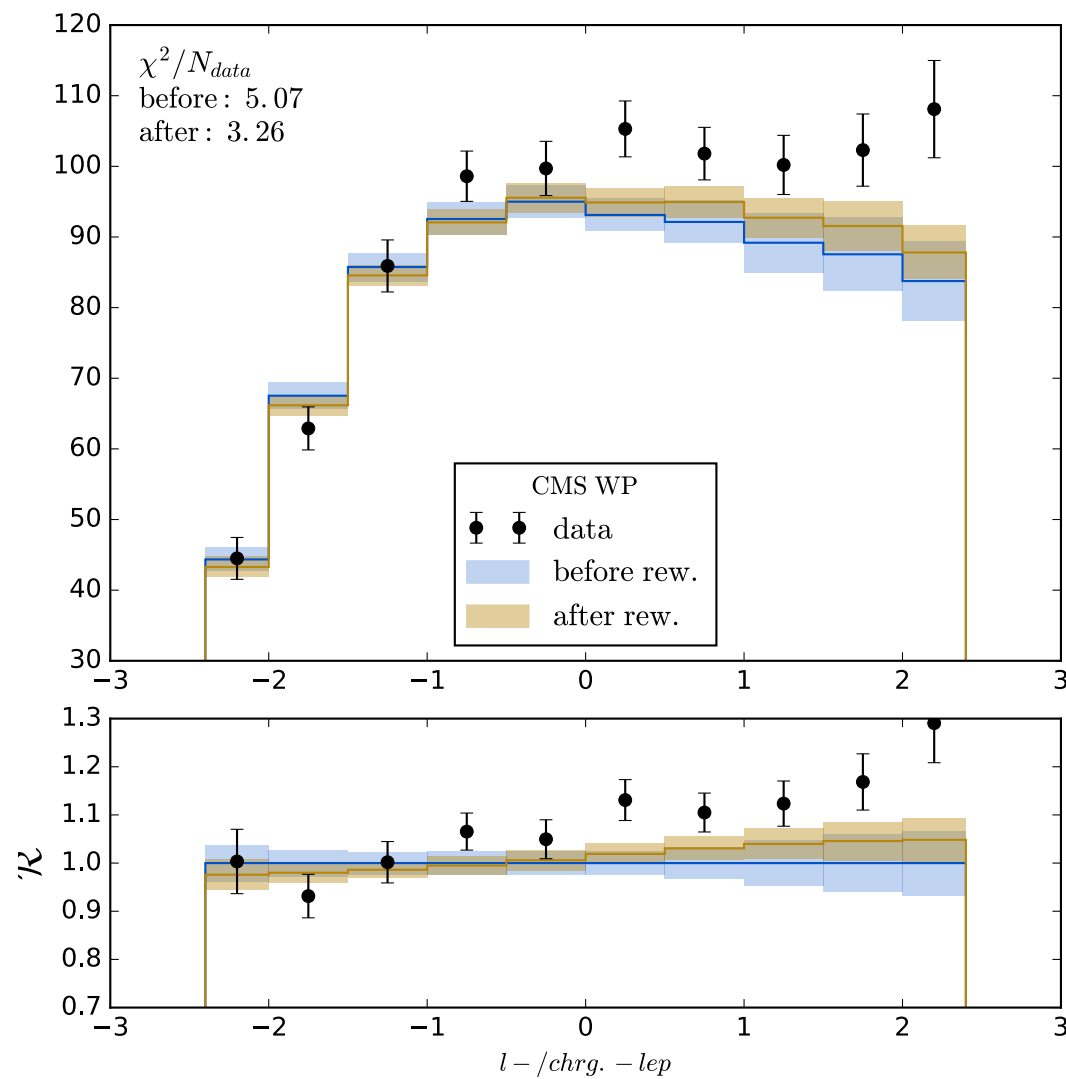 120
110
100
90
80
70
60
50
40
30
χ²/N_data
before: 5.07
after: 3.26
CMS WP
data
before rew.
after rew.
−3 −2 −1 0 1 2 3
1.3
1.2
1.1
1.0
0.9
0.8
0.7
ℛ
−3 −2 −1 0 1 2 3
l − /chrg. − lep